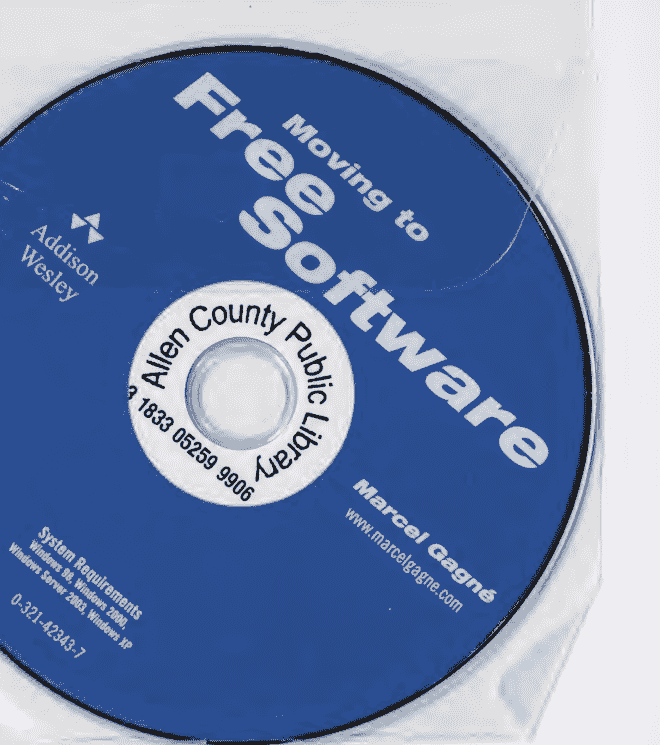 Moving to
Free
Software
Addison
Wesley
Allen County Public Library
3 1833 05259 9906
Marcel Gagné
www.marcelgagne.com
System Requirements
Windows 98, Windows 2000,
Windows Server 2003, Windows XP
0-321-42343-7